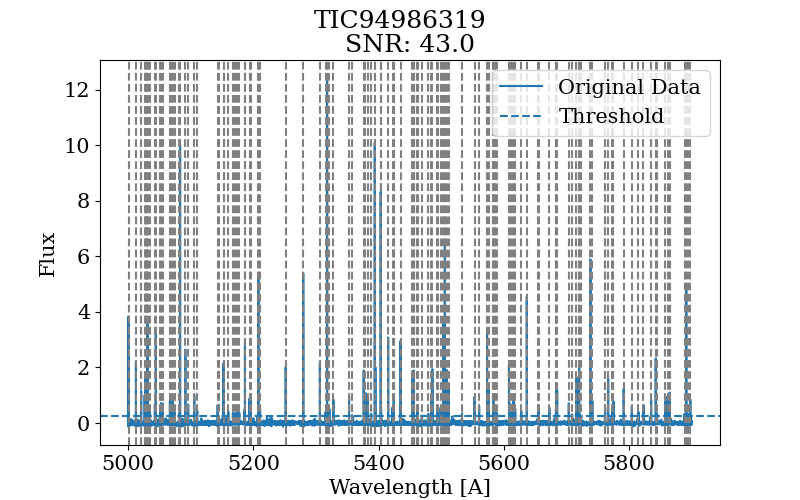 TIC94986319
SNR: 43.0
Original Data
Threshold
Flux
12
10
8
6
4
2
0
5000 5200 5400 5600 5800
Wavelength [A]